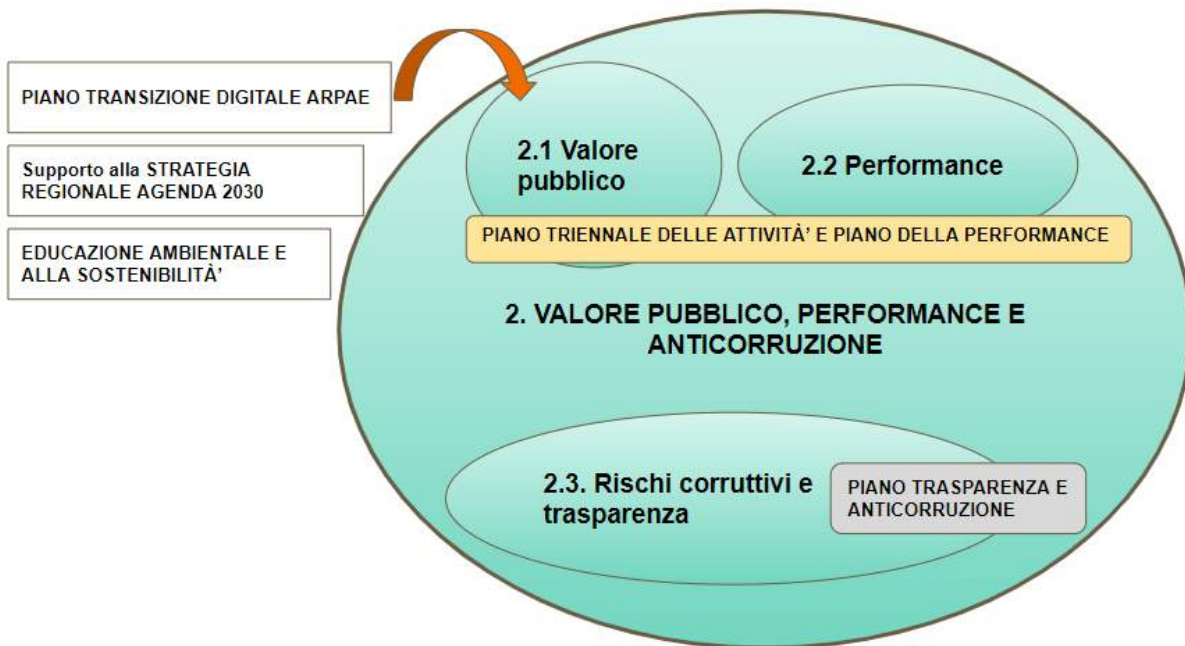 PIANO TRANSIZIONE DIGITALE ARPAE
Supporto alla STRATEGIA
REGIONALE AGENDA 2030
EDUCAZIONE AMBIENTALE E
ALLA SOSTENIBILITÀ'
2.1 Valore
pubblico
2.2 Performance
PIANO TRIENNALE DELLE ATTIVITÀ' E PIANO DELLA PERFORMANCE
2. VALORE PUBBLICO, PERFORMANCE E
ANTICORRUZIONE
2.3. Rischi corruttivi e
trasparenza
PIANO TRASPARENZA E
ANTICORRUZIONE